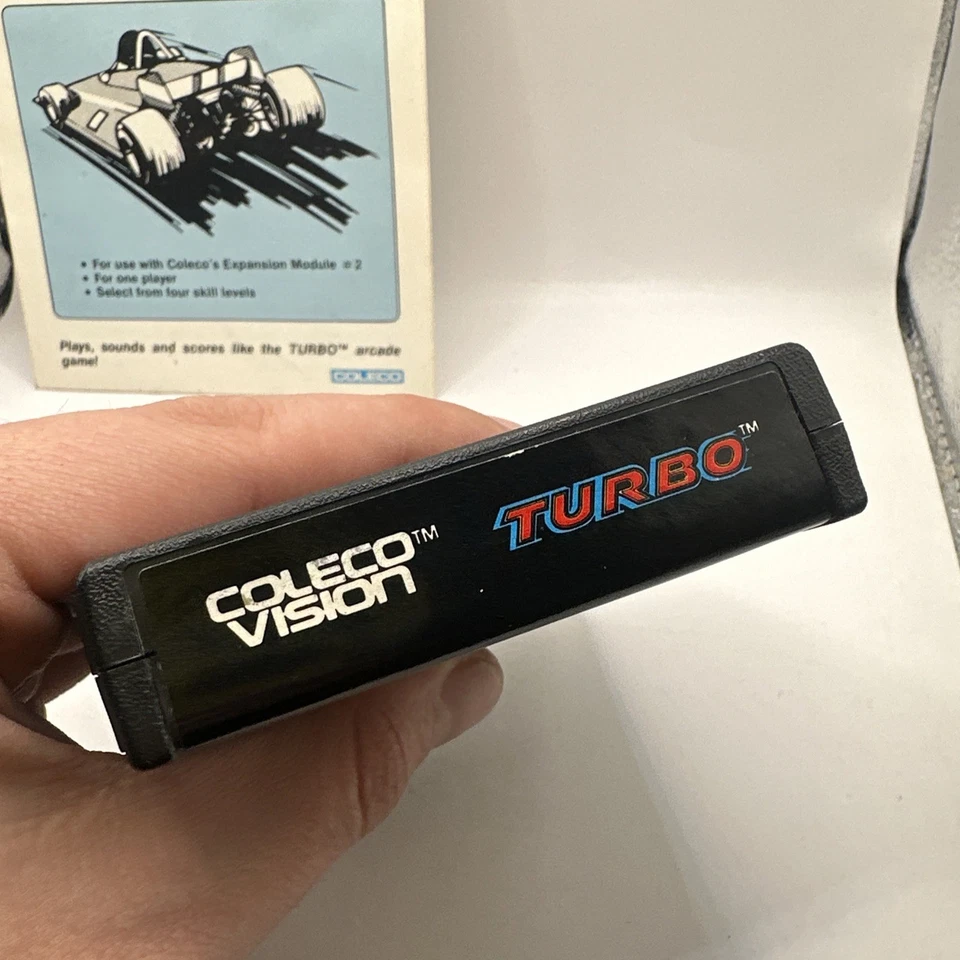 • For use with Coleco's Expansion Module #2
• For one player
• Select from four skill levels
Plays, sounds and scores like the TURBO™ arcade
game!
COLECO
COLECO™
VISION
TURBO™